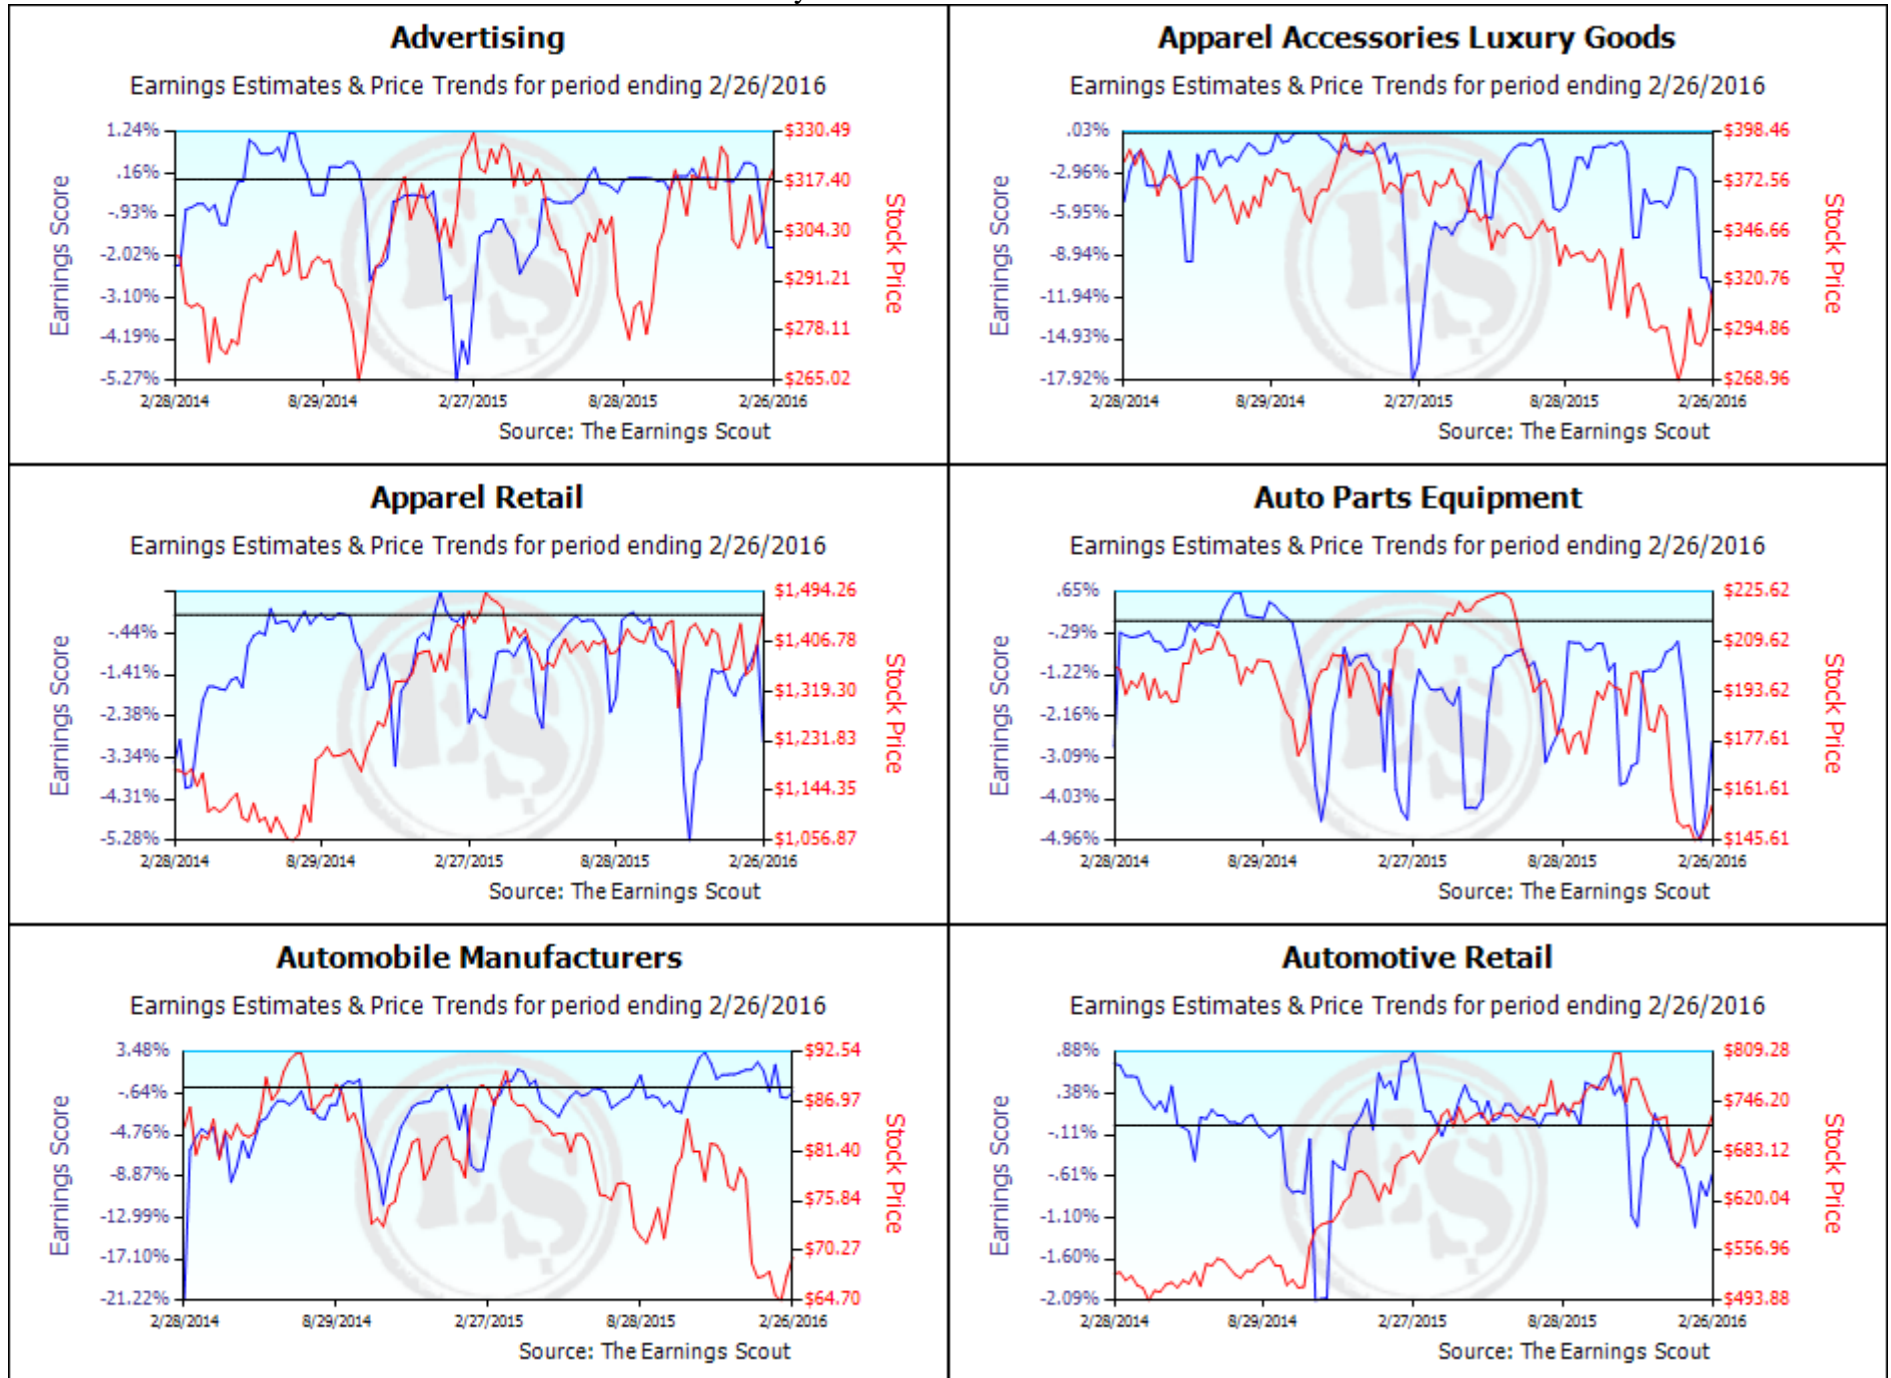 Advertising
Earnings Estimates & Price Trends for period ending 2/26/2016
Earnings Score
1.24%
.16%
-.93%
-2.02%
-3.10%
-4.19%
-5.27%
$330.49
$317.40
$304.30
$291.21
$278.11
$265.02
Stock Price
2/28/2014 8/29/2014 2/27/2015 8/28/2015 2/26/2016
Source: The Earnings Scout
ES
Apparel Accessories Luxury Goods
Earnings Estimates & Price Trends for period ending 2/26/2016
Earnings Score
.03%
-2.96%
-5.95%
-8.94%
-11.94%
-14.93%
-17.92%
$398.46
$372.56
$346.66
$320.76
$294.86
$268.96
Stock Price
2/28/2014 8/29/2014 2/27/2015 8/28/2015 2/26/2016
Source: The Earnings Scout
ES
Apparel Retail
Earnings Estimates & Price Trends for period ending 2/26/2016
Earnings Score
-.44%
-1.41%
-2.38%
-3.34%
-4.31%
-5.28%
$1,494.26
$1,406.78
$1,319.30
$1,231.83
$1,144.35
$1,056.87
Stock Price
2/28/2014 8/29/2014 2/27/2015 8/28/2015 2/26/2016
Source: The Earnings Scout
ES
Auto Parts Equipment
Earnings Estimates & Price Trends for period ending 2/26/2016
Earnings Score
.65%
-.29%
-1.22%
-2.16%
-3.09%
-4.03%
-4.96%
$225.62
$209.62
$193.62
$177.61
$161.61
$145.61
Stock Price
2/28/2014 8/29/2014 2/27/2015 8/28/2015 2/26/2016
Source: The Earnings Scout
ES
Automobile Manufacturers
Earnings Estimates & Price Trends for period ending 2/26/2016
Earnings Score
3.48%
-.64%
-4.76%
-8.87%
-12.99%
-17.10%
-21.22%
$92.54
$86.97
$81.40
$75.84
$70.27
$64.70
Stock Price
2/28/2014 8/29/2014 2/27/2015 8/28/2015 2/26/2016
Source: The Earnings Scout
ES
Automotive Retail
Earnings Estimates & Price Trends for period ending 2/26/2016
Earnings Score
.88%
.38%
-.11%
-.61%
-1.10%
-1.60%
-2.09%
$809.28
$746.20
$683.12
$620.04
$556.96
$493.88
Stock Price
2/28/2014 8/29/2014 2/27/2015 8/28/2015 2/26/2016
Source: The Earnings Scout
ES